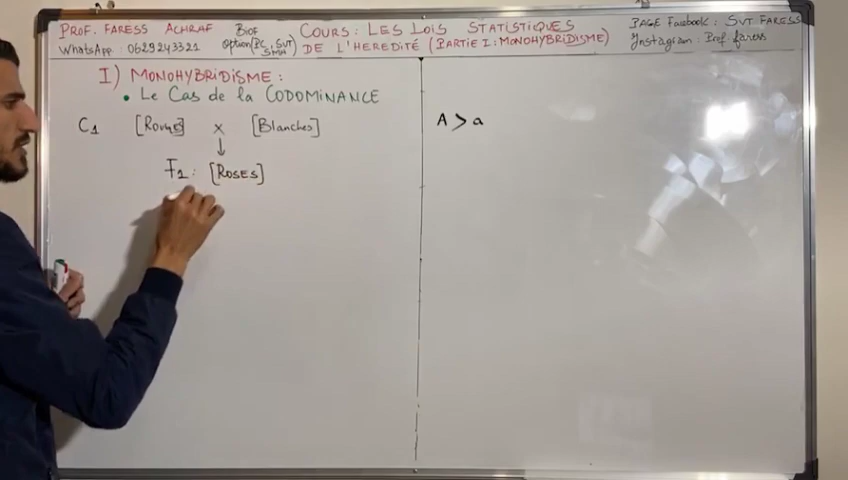 PROF. FARESS ACHRAF
WhatsApp : 0629243321
Biof
Option (PC, SVT
SMA)
COURS : LES LOIS STATISTIQUES
DE L'HEREDITÉ (PARTIE I : MONOHYBRIDISME)
PAGE Facebook : SVT FARESS
Instagram : Prof. faress
I) MONOHYBRIDISME :
• Le Cas de la CODOMINANCE
C1 [Rouges] x [Blanches]
↓
F1 : [ROSES]
A > a